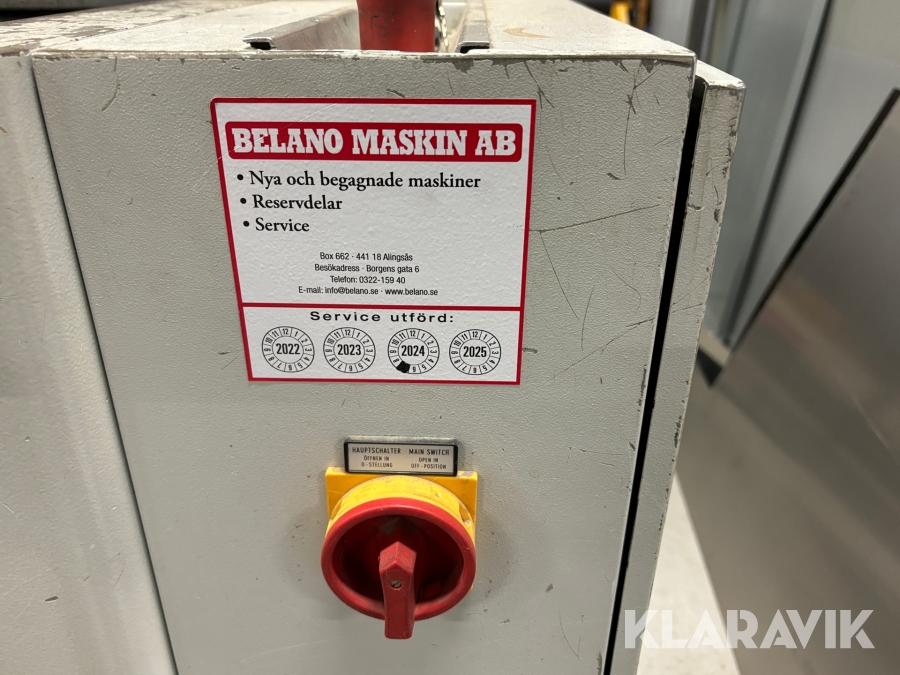 BELANO MASKIN AB
• Nya och begagnade maskiner
• Reservdelar
• Service
Box 662 · 441 18 Alingsås
Besökadress · Borgens gata 6
Telefon: 0322-159 40
E-mail: info@belano.se · www.belano.se
Service utförd:
2022 2023 2024 2025
HAUPTSCHALTER MAIN SWITCH
ÖFFNEN IN OPEN IN
0-STELLUNG OFF-POSITION
KLARAVIK